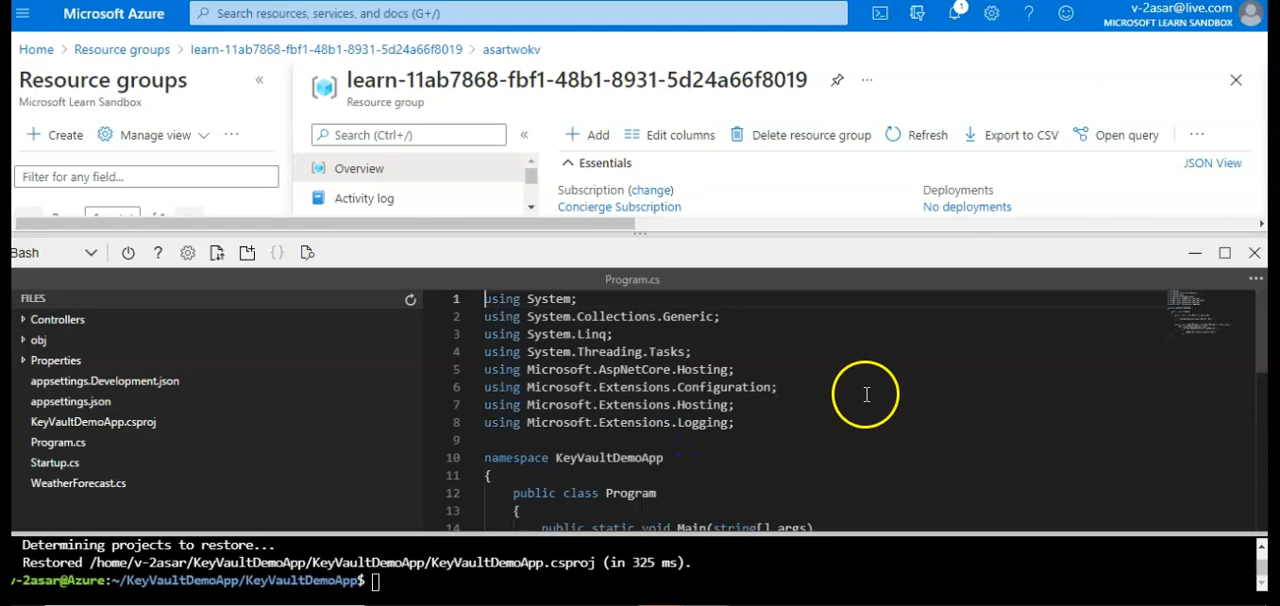 Microsoft Azure
Search resources, services, and docs (G+/)
1
v-2asar@live.com
MICROSOFT LEARN SANDBOX
Home > Resource groups > learn-11ab7868-fbf1-48b1-8931-5d24a66f8019 > asartwokv
Resource groups
Microsoft Learn Sandbox
+ Create Manage view ...
Filter for any field...
learn-11ab7868-fbf1-48b1-8931-5d24a66f8019 ...
Resource group
Search (Ctrl+/)
Overview
Activity log
+ Add Edit columns Delete resource group Refresh Export to CSV Open query ...
Essentials
JSON View
Subscription (change)
Concierge Subscription
Deployments
No deployments
Bash
Program.cs
FILES
Controllers
obj
Properties
appsettings.Development.json
appsettings.json
KeyVaultDemoApp.csproj
Program.cs
Startup.cs
WeatherForecast.cs
1 using System;
2 using System.Collections.Generic;
3 using System.Linq;
4 using System.Threading.Tasks;
5 using Microsoft.AspNetCore.Hosting;
6 using Microsoft.Extensions.Configuration;
7 using Microsoft.Extensions.Hosting;
8 using Microsoft.Extensions.Logging;
9
10 namespace KeyVaultDemoApp
11 {
12 public class Program
13 {
14 public static void Main(string[] args)
Determining projects to restore...
Restored /home/v-2asar/KeyVaultDemoApp/KeyVaultDemoApp/KeyVaultDemoApp.csproj (in 325 ms).
v-2asar@Azure:~/KeyVaultDemoApp/KeyVaultDemoApp$